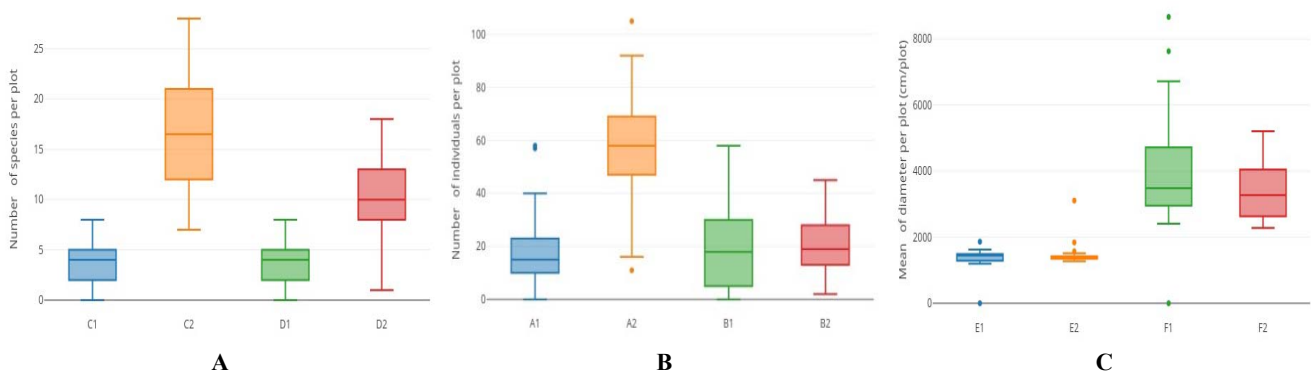 Number of species per plot
25
20
15
10
5
0
C1 C2 D1 D2
A
Number of individuals per plot
100
80
60
40
20
0
A1 A2 B1 B2
B
Mean of diameter per plot (cm/plot)
8000
6000
4000
2000
0
E1 E2 F1 F2
C